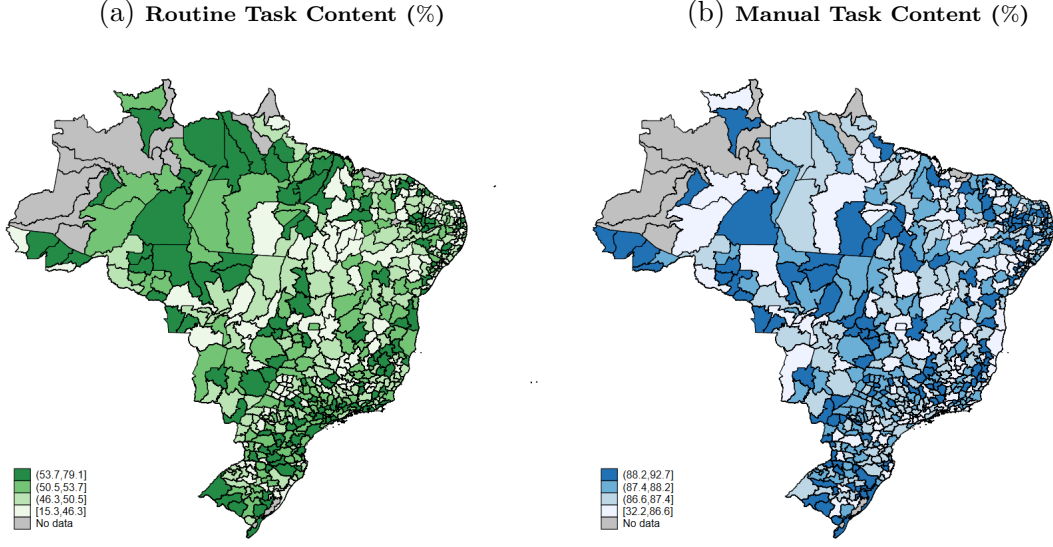 (a) Routine Task Content (%)
(53.7,79.1]
(50.5,53.7]
(46.3,50.5]
[15.3,46.3]
No data
(b) Manual Task Content (%)
(88.2,92.7]
(87.4,88.2]
(86.6,87.4]
[32.2,86.6]
No data